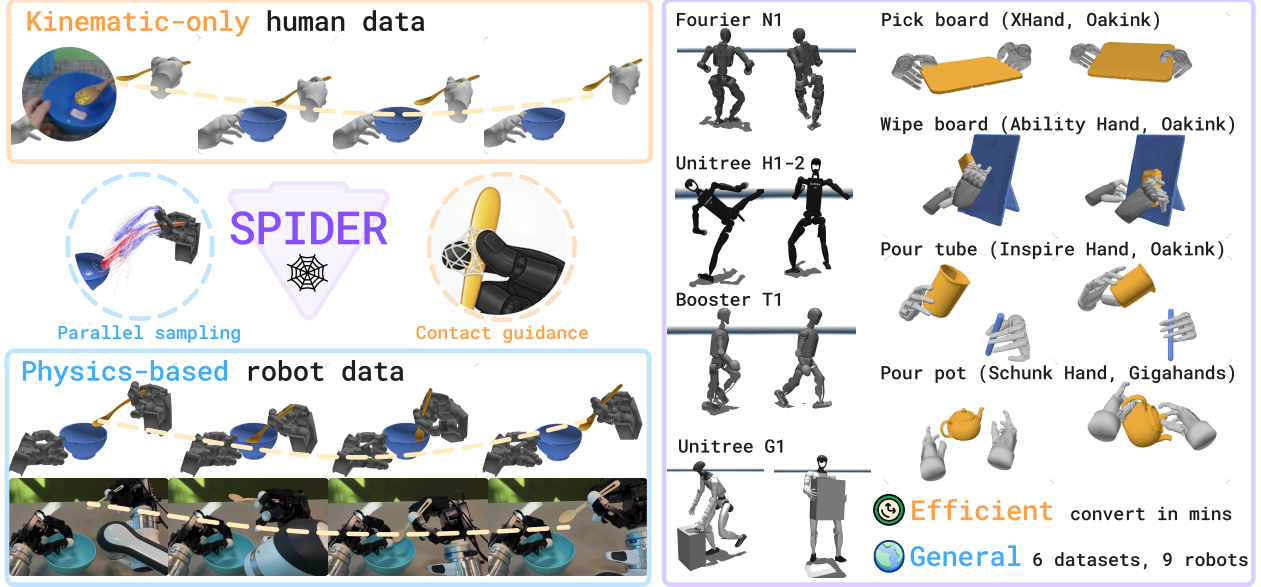 Kinematic-only human data
SPIDER
Parallel sampling
Contact guidance
Physics-based robot data
Fourier N1
Unitree H1-2
Booster T1
Unitree G1
Pick board (XHand, Oakink)
Wipe board (Ability Hand, Oakink)
Pour tube (Inspire Hand, Oakink)
Pour pot (Schunk Hand, Gigahands)
Efficient convert in mins
General 6 datasets, 9 robots